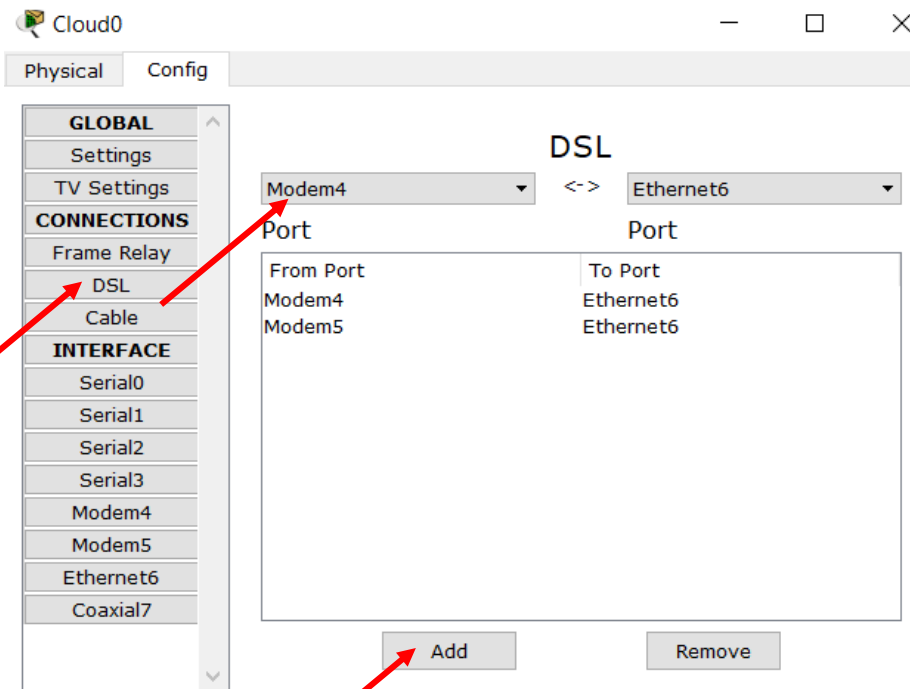 Cloud0
Physical Config
GLOBAL
Settings
TV Settings
CONNECTIONS
Frame Relay
DSL
Cable
INTERFACE
Serial0
Serial1
Serial2
Serial3
Modem4
Modem5
Ethernet6
Coaxial7
DSL
Modem4 <-> Ethernet6
Port Port
From Port To Port
Modem4 Ethernet6
Modem5 Ethernet6
Add Remove